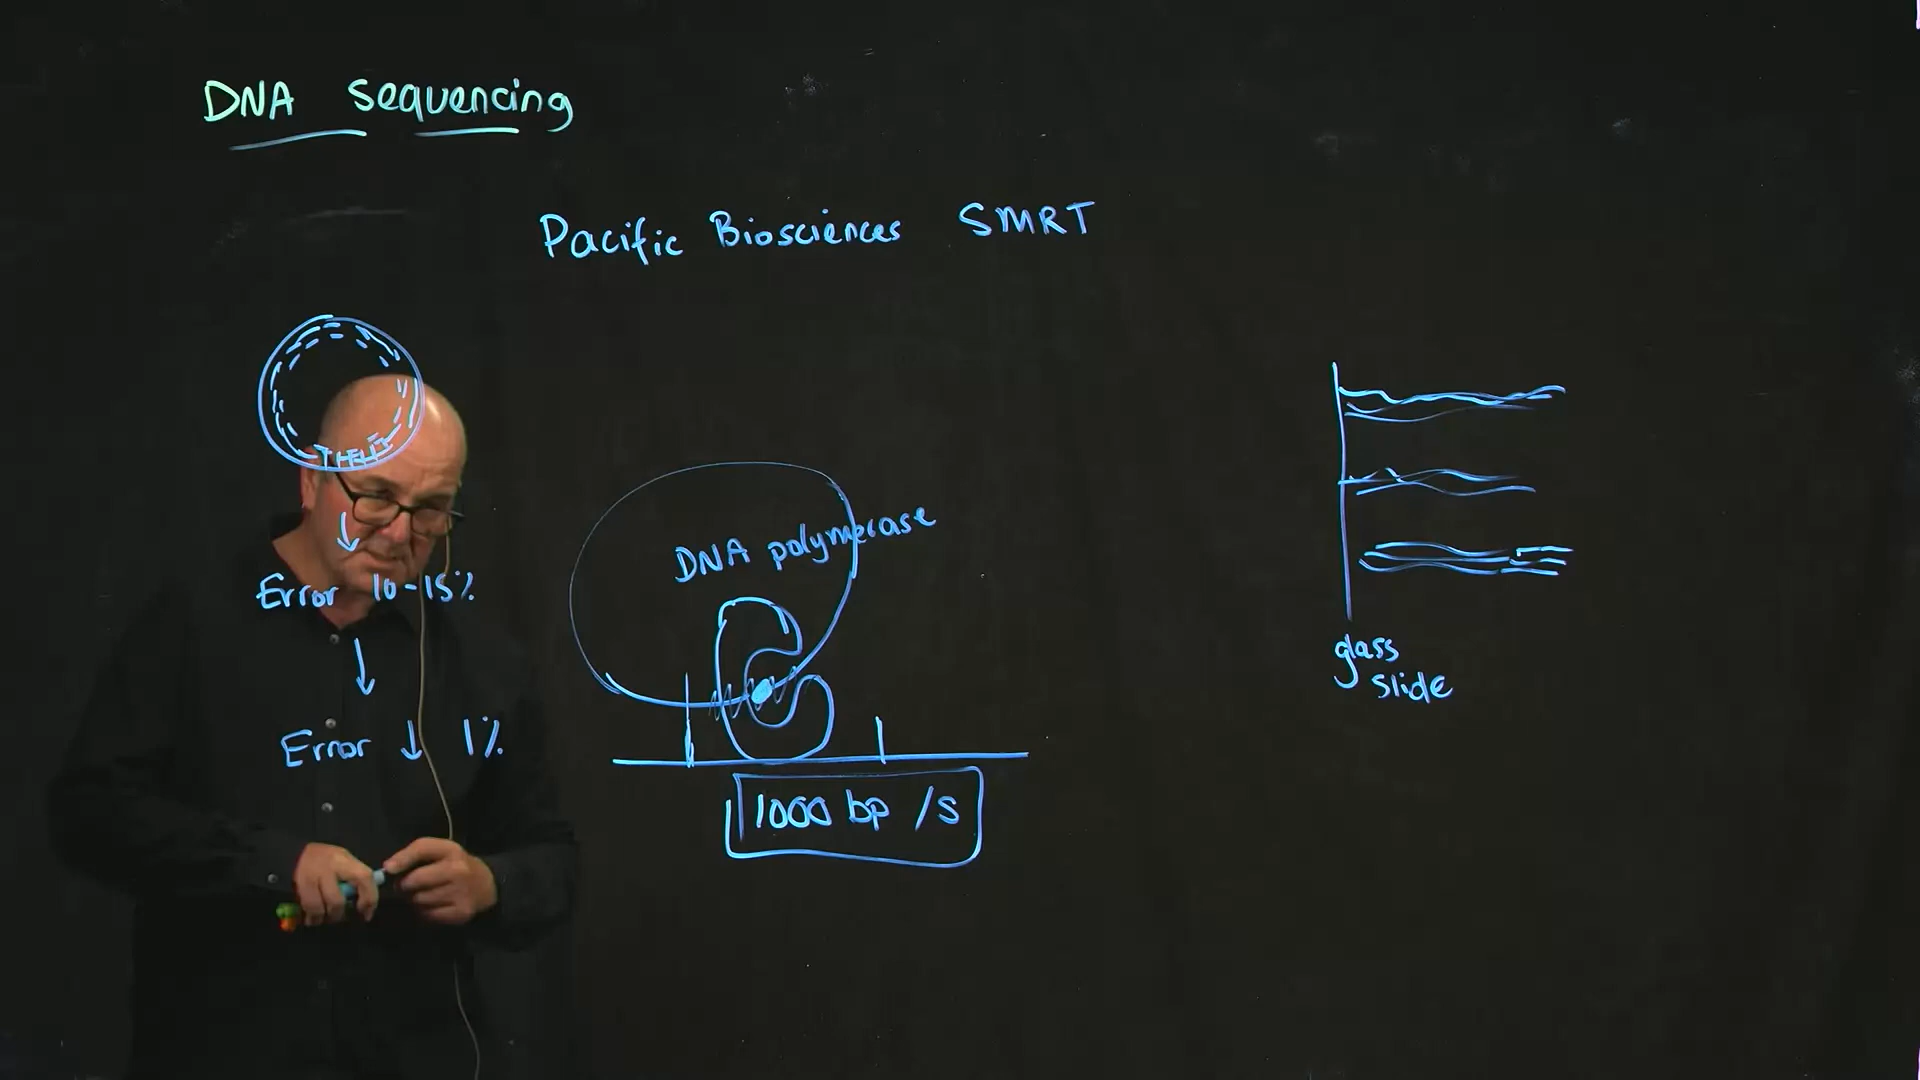 DNA sequencing
Pacific Biosciences SMRT
DNA polymerase
Error 10-15%
Error ↓ 1%
1000 bp /s
glass
slide